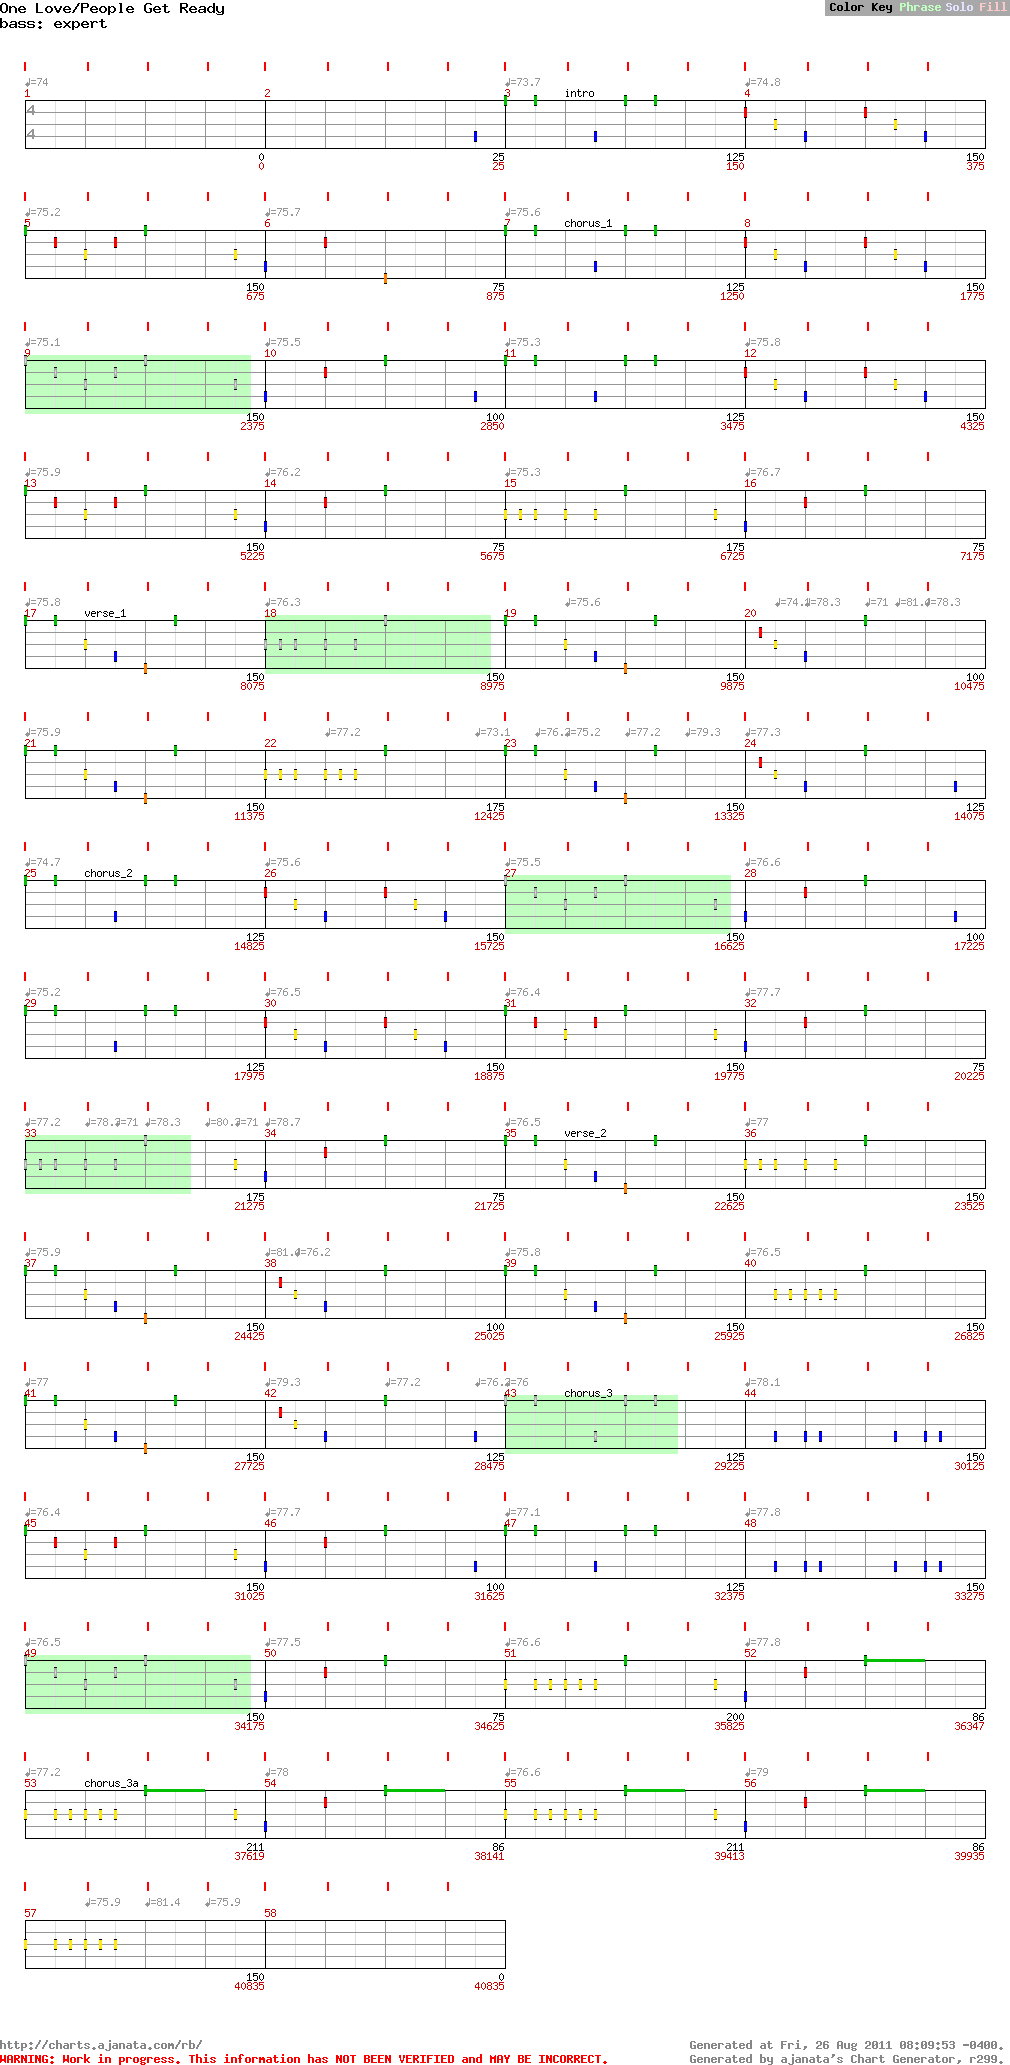 One Love/People Get Ready
bass: expert
Color Key Phrase Solo Fill
♩=74 ♩=73.7 ♩=74.8
1 2 3 intro 4
4
4
0 25 125 150
0 25 150 375
♩=75.2 ♩=75.7 ♩=75.6
5 6 7 chorus_1 8
150 75 125 150
675 875 1250 1775
♩=75.1 ♩=75.5 ♩=75.3 ♩=75.8
9 10 11 12
150 100 125 150
2375 2850 3475 4325
♩=75.9 ♩=76.2 ♩=75.3 ♩=76.7
13 14 15 16
150 75 175 75
5225 5675 6725 7175
♩=75.8 ♩=76.3 ♩=75.6 ♩=78.3 ♩=71 ♩=78.3
17 verse_1 18 19 20
150 150 150 100
8075 8975 9875 10475
♩=75.9 ♩=77.2 ♩=73.1 ♩=75.2 ♩=77.2 ♩=79.3 ♩=77.3
21 22 23 24
150 175 150 125
11375 12425 13325 14075
♩=74.7 ♩=75.6 ♩=75.5 ♩=76.6
25 chorus_2 26 27 28
125 150 150 100
14825 15725 16625 17225
♩=75.2 ♩=76.5 ♩=76.4 ♩=77.7
29 30 31 32
125 150 150 75
17975 18875 19775 20225
♩=77.2 ♩=71 ♩=78.3 ♩=71 ♩=78.7 ♩=76.5 ♩=77
33 34 35 verse_2 36
175 75 150 150
21275 21725 22625 23525
♩=75.9 ♩=76.2 ♩=75.8 ♩=76.5
37 38 39 40
150 100 150 150
24425 25025 25925 26825
♩=77 ♩=79.3 ♩=77.2 ♩=76 ♩=78.1
41 42 43 chorus_3 44
150 125 125 150
27725 28475 29225 30125
♩=76.4 ♩=77.7 ♩=77.1 ♩=77.8
45 46 47 48
150 100 125 150
31025 31625 32375 33275
♩=76.5 ♩=77.5 ♩=76.6 ♩=77.8
49 50 51 52
150 75 200 86
34175 34625 35825 36347
♩=77.2 ♩=78 ♩=76.6 ♩=79
53 chorus_3a 54 55 56
211 86 211 86
37619 38141 39413 39935
♩=75.9 ♩=81.4 ♩=75.9
57 58
150 0
40835 40835
http://charts.ajanata.com/rb/ Generated at Fri, 26 Aug 2011 08:09:53 -0400.
WARNING: Work in progress. This information has NOT BEEN VERIFIED and MAY BE INCORRECT. Generated by ajanata's Chart Generator, r299.